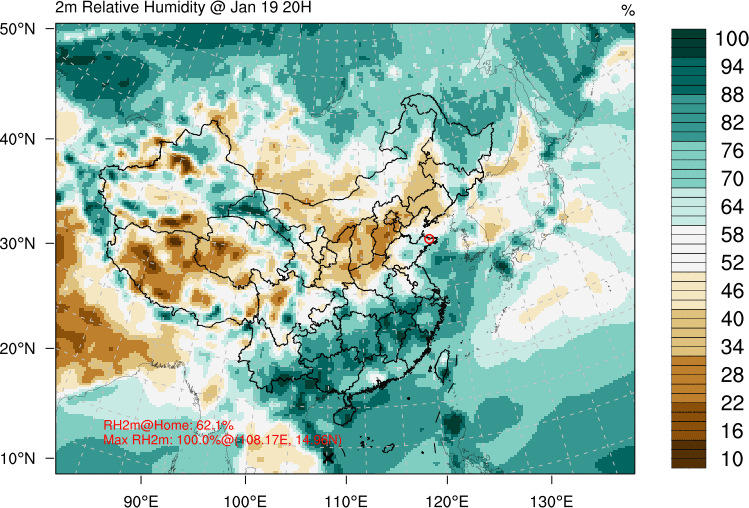 2m Relative Humidity @ Jan 19 20H
%
50°N
40°N
30°N
20°N
10°N
90°E
100°E
110°E
120°E
130°E
100
94
88
82
76
70
64
58
52
46
40
34
28
22
16
10
RH2m@Home: 62.1%
Max RH2m: 100.0%@(108.17E, 14.66N)